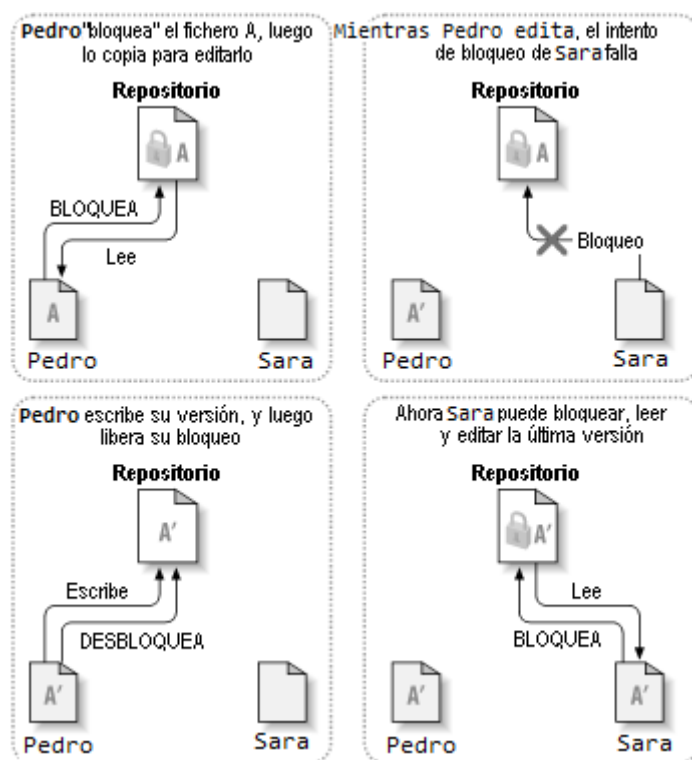 Pedro"bloquea" el fichero A, luego
lo copia para editarlo
Repositorio
A
BLOQUEA
Lee
A
Pedro
Sara
Mientras Pedro edita, el intento
de bloqueo de Sarafalla
Repositorio
A
Bloqueo
A'
Pedro
Sara
Pedro escribe su versión, y luego
libera su bloqueo
Repositorio
A'
Escribe
DESBLOQUEA
A'
Pedro
Sara
Ahora Sara puede bloquear, leer
y editar la última versión
Repositorio
A'
Lee
BLOQUEA
A'
A'
Pedro
Sara